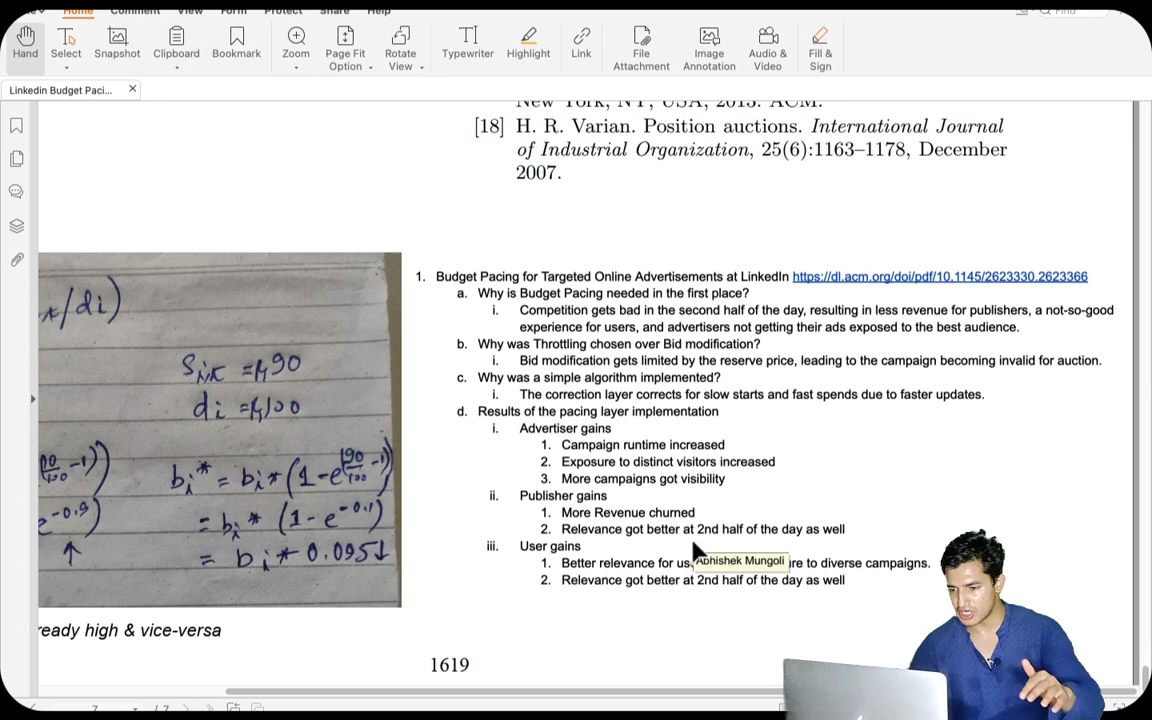 Home Comment View Form Protect Share Help
Find
Hand Select Snapshot Clipboard Bookmark Zoom Page Fit Option Rotate View Typewriter Highlight Link File Attachment Image Annotation Audio & Video Fill & Sign
Linkedin Budget Paci...
New York, NY, USA, 2013. ACM.
[18] H. R. Varian. Position auctions. International Journal
of Industrial Organization, 25(6):1163–1178, December
2007.
*/di)
di = ₹100
= bi * (1-e^-0.1)
= bi * 0.0951
1. Budget Pacing for Targeted Online Advertisements at LinkedIn https://dl.acm.org/doi/pdf/10.1145/2623330.2623366
a. Why is Budget Pacing needed in the first place?
i. Competition gets bad in the second half of the day, resulting in less revenue for publishers, a not-so-good
experience for users, and advertisers not getting their ads exposed to the best audience.
b. Why was Throttling chosen over Bid modification?
i. Bid modification gets limited by the reserve price, leading to the campaign becoming invalid for auction.
c. Why was a simple algorithm implemented?
i. The correction layer corrects for slow starts and fast spends due to faster updates.
d. Results of the pacing layer implementation
i. Advertiser gains
1. Campaign runtime increased
2. Exposure to distinct visitors increased
3. More campaigns got visibility
ii. Publisher gains
1. More Revenue churned
2. Relevance got better at 2nd half of the day as well
iii. User gains
1. Better relevance for us Abhishek Mungoli re to diverse campaigns.
2. Relevance got better at 2nd half of the day as well
ready high & vice-versa
1619